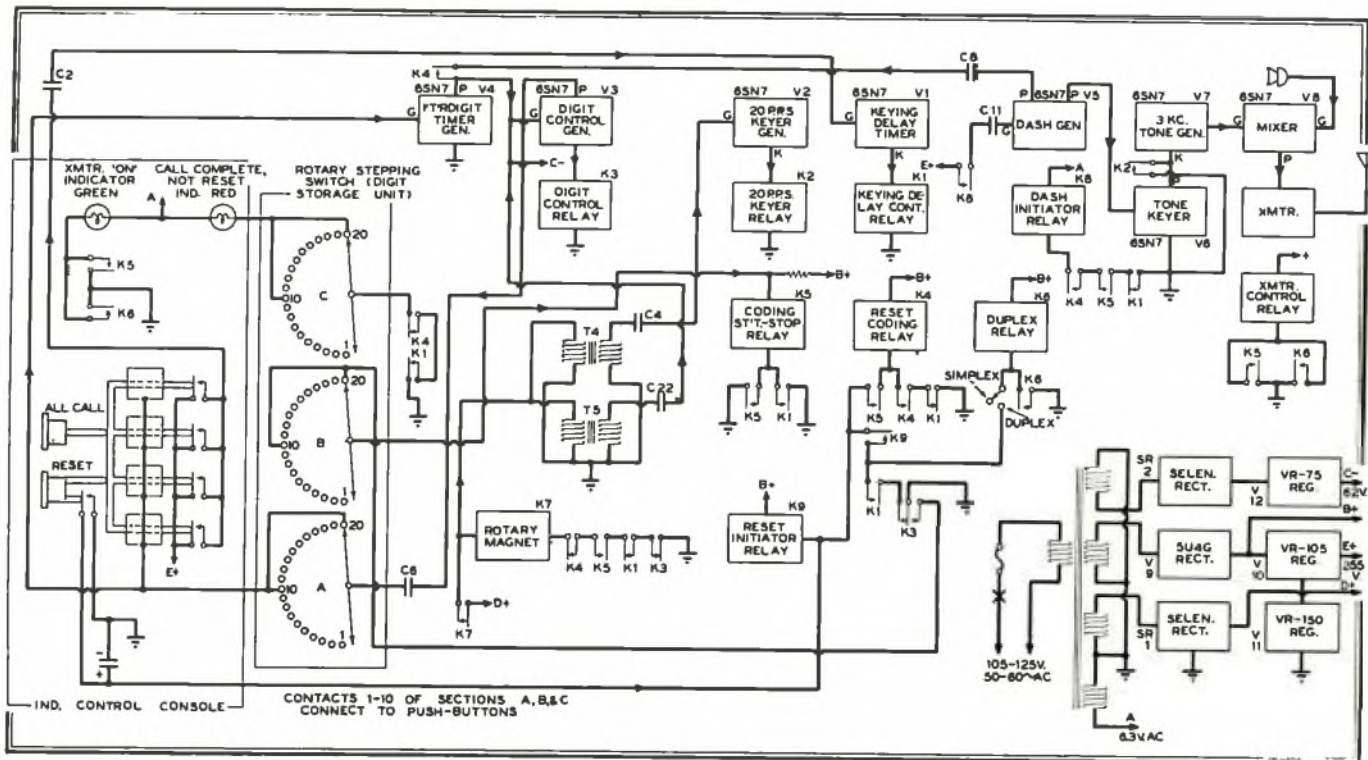 C2
K4
6SN7 P V4
G
I'T'RDIGIT
TIMER
GEN.
6SN7 P V3
G
DIGIT
CONTROL
GEN.
C-
K3
DIGIT
CONTROL
RELAY
6SN7 V2
G
20 P.P.S.
KEYER
GEN.
K
K2
20 P.P.S.
KEYER
RELAY
6SN7 V1
G
KEYING
DELAY
TIMER
K
K1
KEYING DE-
LAY CONT.
RELAY
C8
C11
E+
K8
P 6SN7 P V5
G
DASH GEN
A
K8
DASH
INITIATOR
RELAY
K4
K5
K1
6SN7 V7
3 KC.
TONE GEN.
K
K2
P
TONE
KEYER
6SN7 V6
6SN7 V8
G
MIXER
G
P
XMTR.
+
XMTR.
CONTROL
RELAY
K5
K6
XMTR. "ON"
INDICATOR
GREEN
CALL COMPLETE,
NOT RESET
IND. RED
A
K5
K6
ROTARY STEPPING
SWITCH (DIGIT
STORAGE UNIT)
20
10
C
1
K4
K1
20
10
B
1
20
10
A
1
C6
T4
C4
T5
C22
B+
K5
CODING
ST'T.-STOP
RELAY
K5
K1
B+
K4
RESET
CODING
RELAY
K5
K4
K1
K9
B+
K6
DUPLEX
RELAY
SIMPLEX
K6
DUPLEX
K1
K3
ALL CALL
RESET
E+
-
+
K7
ROTARY
MAGNET
K4
K5
K1
K3
D+
K7
B+
K9
RESET
INITIATOR
RELAY
105-125V.
50-60~AC
SR
2
SELEN.
RECT.
V
12
VR-75
REG.
C-
62V.
B+
5U4G
RECT.
V
9
V
10
VR-105
REG.
E+
255
V
D+
SR
1
SELEN.
RECT.
V
11
VR-150
REG.
A
6.3V.AC
IND. CONTROL CONSOLE
CONTACTS 1-10 OF SECTIONS A,B,&C
CONNECT TO PUSH-BUTTONS